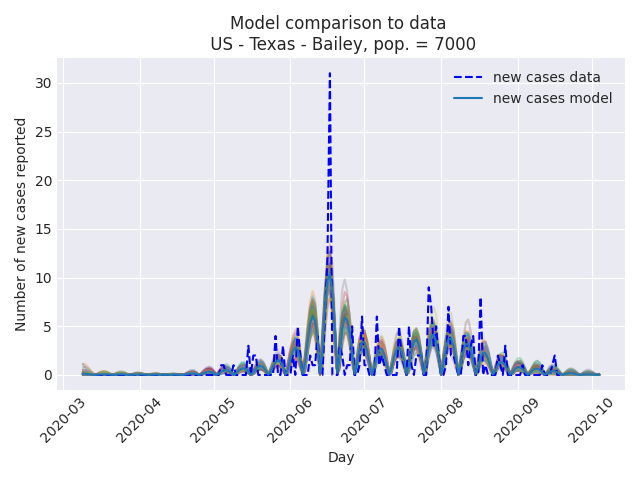 Model comparison to data
US - Texas - Bailey, pop. = 7000
new cases data
new cases model
Number of new cases reported
30
25
20
15
10
5
0
2020-03
2020-04
2020-05
2020-06
2020-07
2020-08
2020-09
2020-10
Day